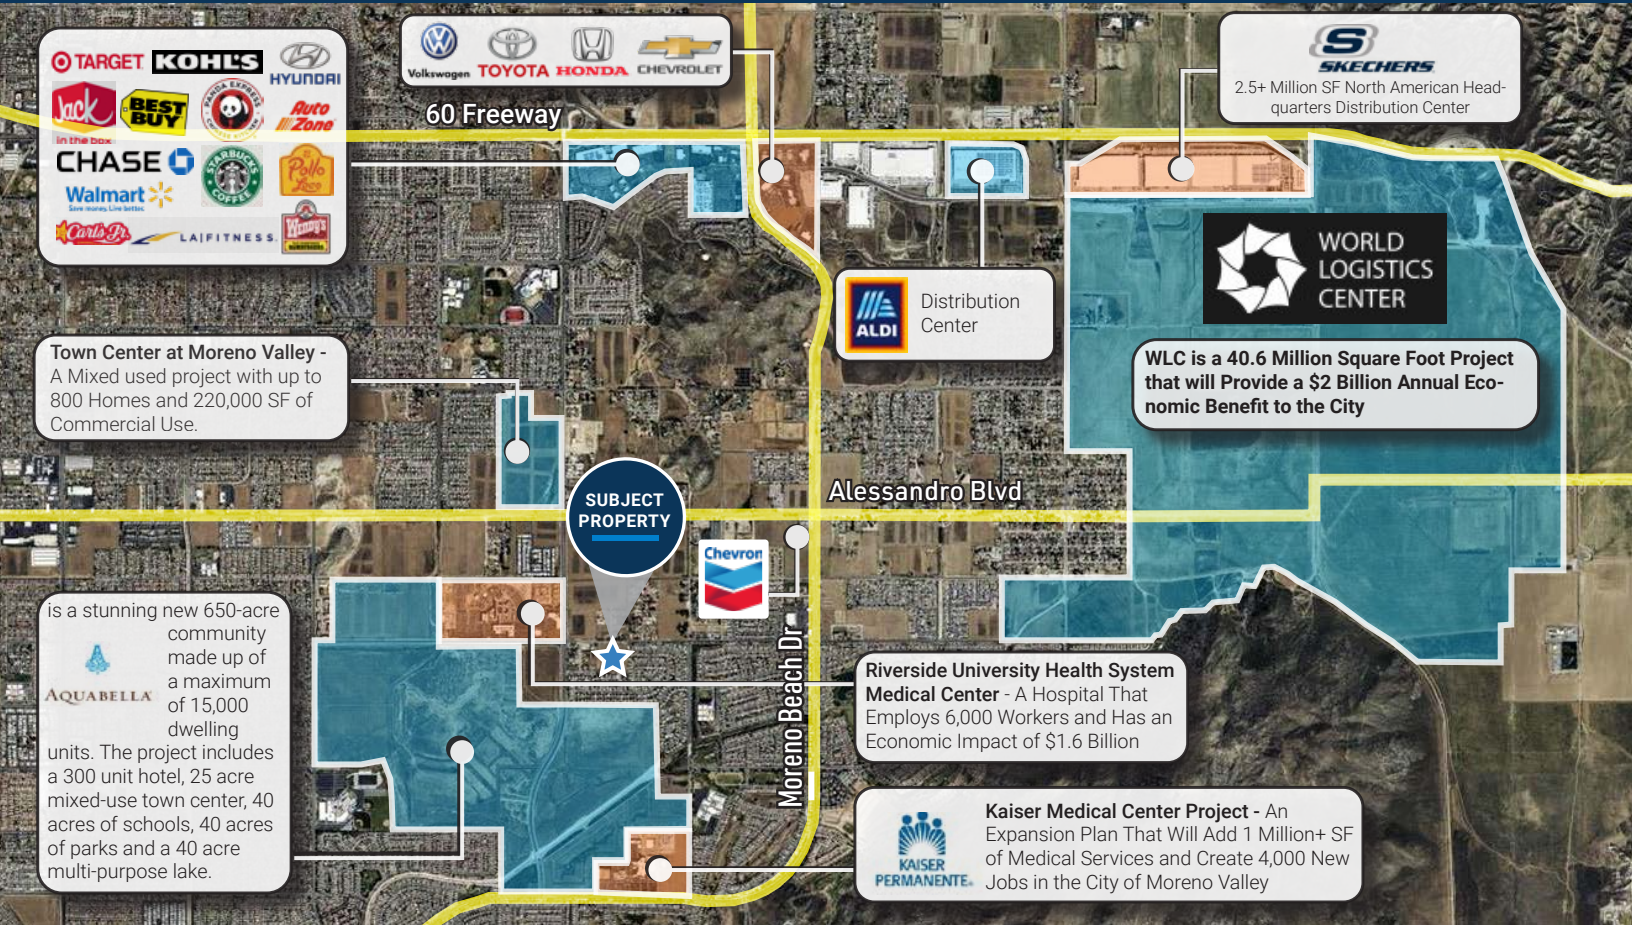 TARGET
KOHL'S
HYUNDAI
Jack
in the box
BEST
BUY
PANDA EXPRESS
CHINESE KITCHEN
Auto
Zone
CHASE
STARBUCKS
COFFEE
Pollo
Loco
Walmart
Save money. Live better.
Carl's Jr.
LA|FITNESS.
Wendy's
Volkswagen
TOYOTA
HONDA
CHEVROLET
60 Freeway
S
SKECHERS
2.5+ Million SF North American Head-
quarters Distribution Center
ALDI
Distribution
Center
WORLD
LOGISTICS
CENTER
WLC is a 40.6 Million Square Foot Project
that will Provide a $2 Billion Annual Eco-
nomic Benefit to the City
Town Center at Moreno Valley -
A Mixed used project with up to
800 Homes and 220,000 SF of
Commercial Use.
SUBJECT
PROPERTY
Alessandro Blvd
Chevron
Moreno Beach Dr
is a stunning new 650-acre
community
made up of
a maximum
of 15,000
dwelling
AQUABELLA
units. The project includes
a 300 unit hotel, 25 acre
mixed-use town center, 40
acres of schools, 40 acres
of parks and a 40 acre
multi-purpose lake.
Riverside University Health System
Medical Center - A Hospital That
Employs 6,000 Workers and Has an
Economic Impact of $1.6 Billion
KAISER
PERMANENTE.
Kaiser Medical Center Project - An
Expansion Plan That Will Add 1 Million+ SF
of Medical Services and Create 4,000 New
Jobs in the City of Moreno Valley